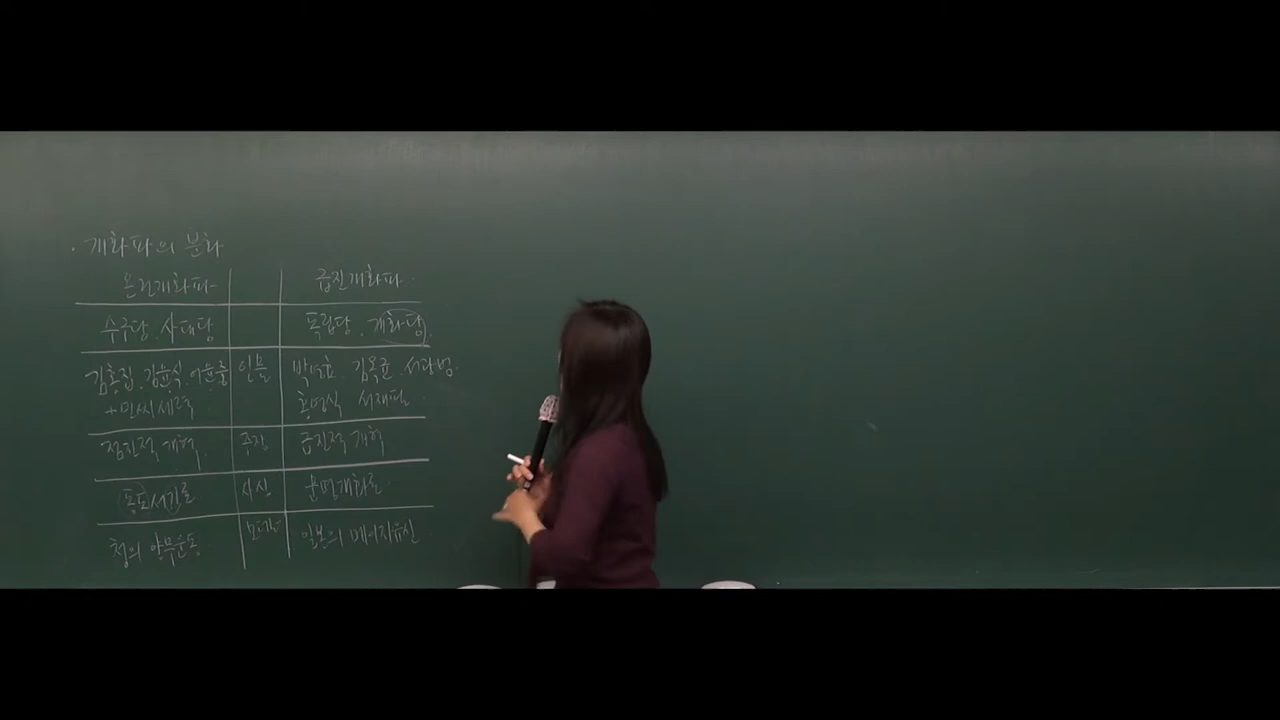 · 개화파의 분화
온건개화파 급진개화파
수구당. 사대당 독립당. 개화당.
김홍집. 김윤식. 어윤중 인물 박영효. 김옥균. 서광범.
+ 민씨세력 홍영식 서재필.
점진적 개혁. 주장 급진적 개혁
동도서기론 사상 문명개화론
청의 양무운동. 모델 일본의 메이지유신